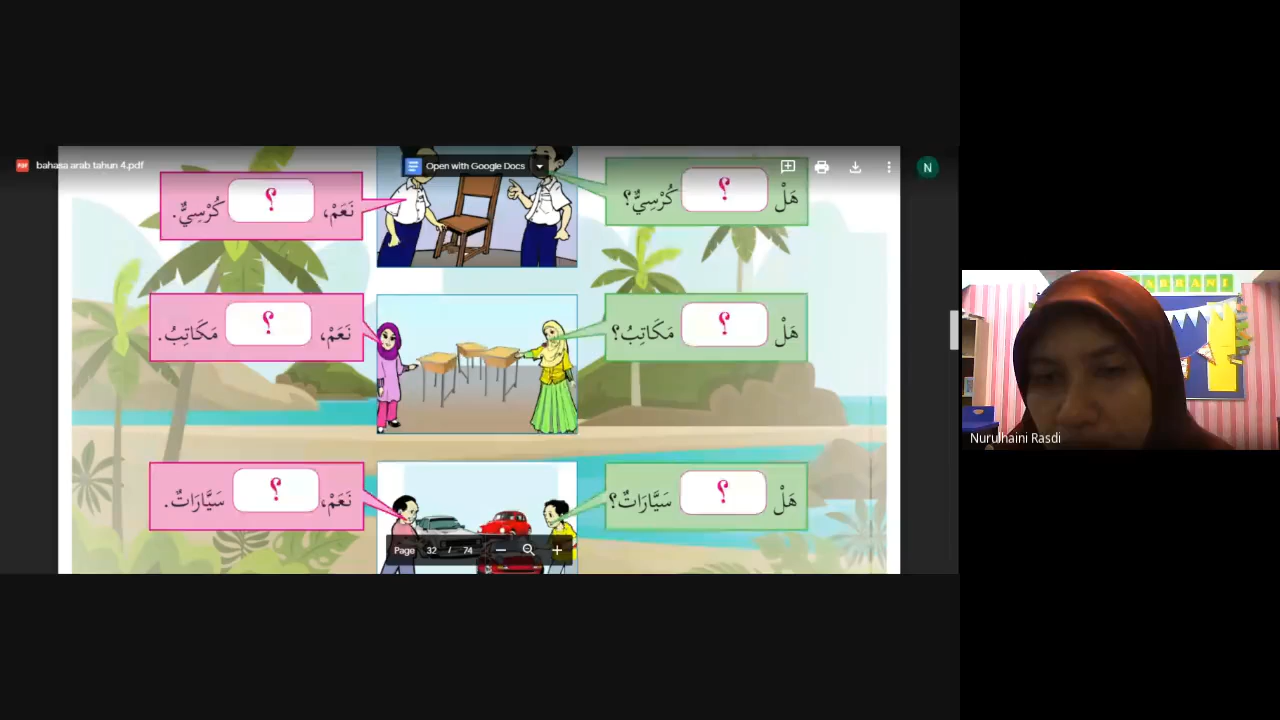 bahasa arab tahun 4.pdf
Open with Google Docs
N
هَلْ ؟ كُرْسِيٌّ؟
نَعَمْ، ؟ كُرْسِيٌّ.
هَلْ ؟ مَكَاتِبُ؟
نَعَمْ، ؟ مَكَاتِبُ.
هَلْ ؟ سَيَّارَاتٌ؟
نَعَمْ، ؟ سَيَّارَاتٌ.
Page 32 / 74
Nurulhaini Rasdi